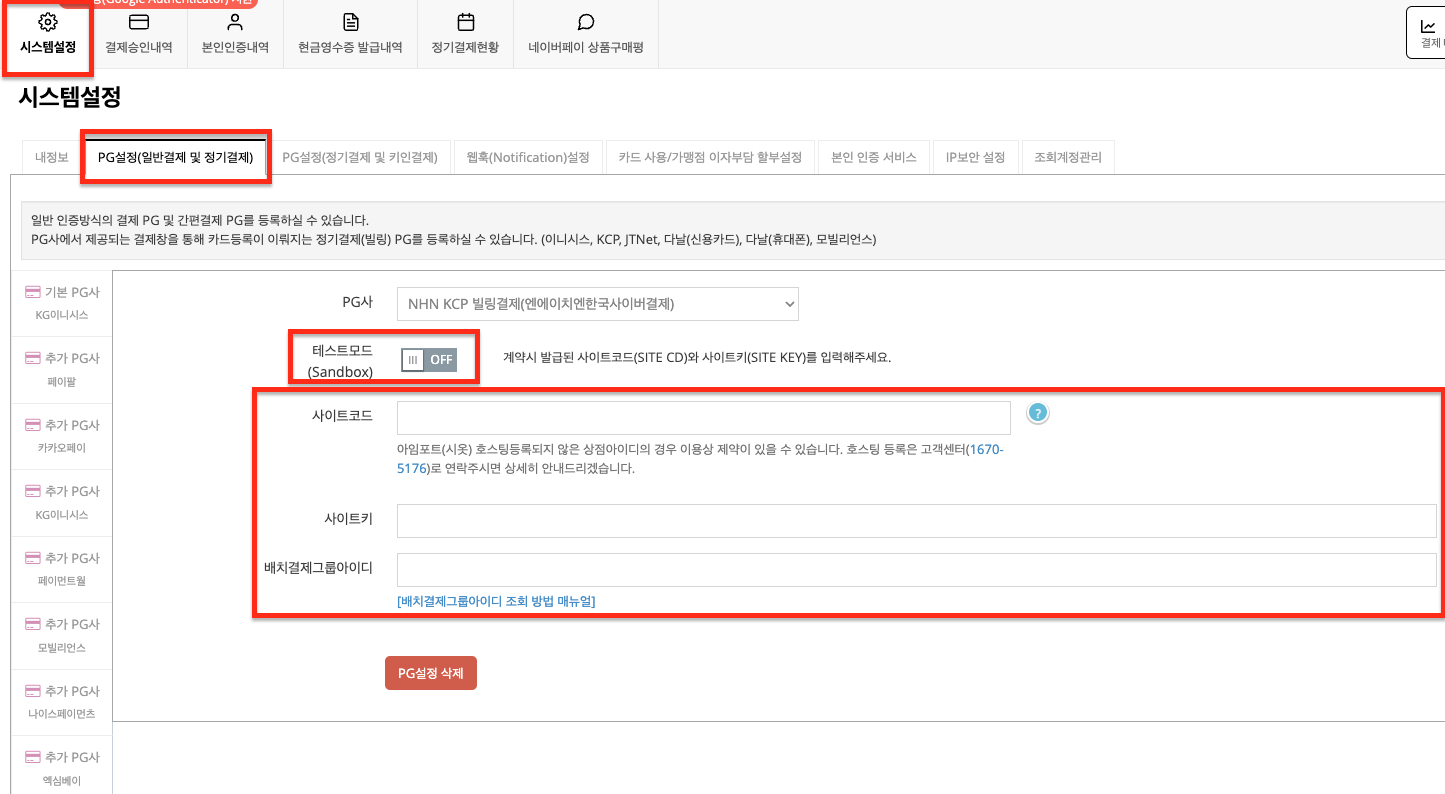 (Google Authenticator) 지원
시스템설정
결제승인내역
본인인증내역
현금영수증 발급내역
정기결제현황
네이버페이 상품구매평
결제
시스템설정
내정보
PG설정(일반결제 및 정기결제)
PG설정(정기결제 및 키인결제)
웹훅(Notification)설정
카드 사용/가맹점 이자부담 할부설정
본인 인증 서비스
IP보안 설정
조회계정관리
일반 인증방식의 결제 PG 및 간편결제 PG를 등록하실 수 있습니다.
PG사에서 제공되는 결제창을 통해 카드등록이 이뤄지는 정기결제(빌링) PG를 등록하실 수 있습니다. (이니시스, KCP, JTNet, 다날(신용카드), 다날(휴대폰), 모빌리언스)
기본 PG사
KG이니시스
추가 PG사
페이팔
추가 PG사
카카오페이
추가 PG사
KG이니시스
추가 PG사
페이먼트월
추가 PG사
모빌리언스
추가 PG사
나이스페이먼츠
추가 PG사
엑심베이
PG사
NHN KCP 빌링결제(엔에이치엔한국사이버결제)
테스트모드
(Sandbox)
OFF
계약시 발급된 사이트코드(SITE CD)와 사이트키(SITE KEY)를 입력해주세요.
사이트코드
?
아임포트(시옷) 호스팅등록되지 않은 상점아이디의 경우 이용상 제약이 있을 수 있습니다. 호스팅 등록은 고객센터(1670-
5176)로 연락주시면 상세히 안내드리겠습니다.
사이트키
배치결제그룹아이디
[배치결제그룹아이디 조회 방법 매뉴얼]
PG설정 삭제